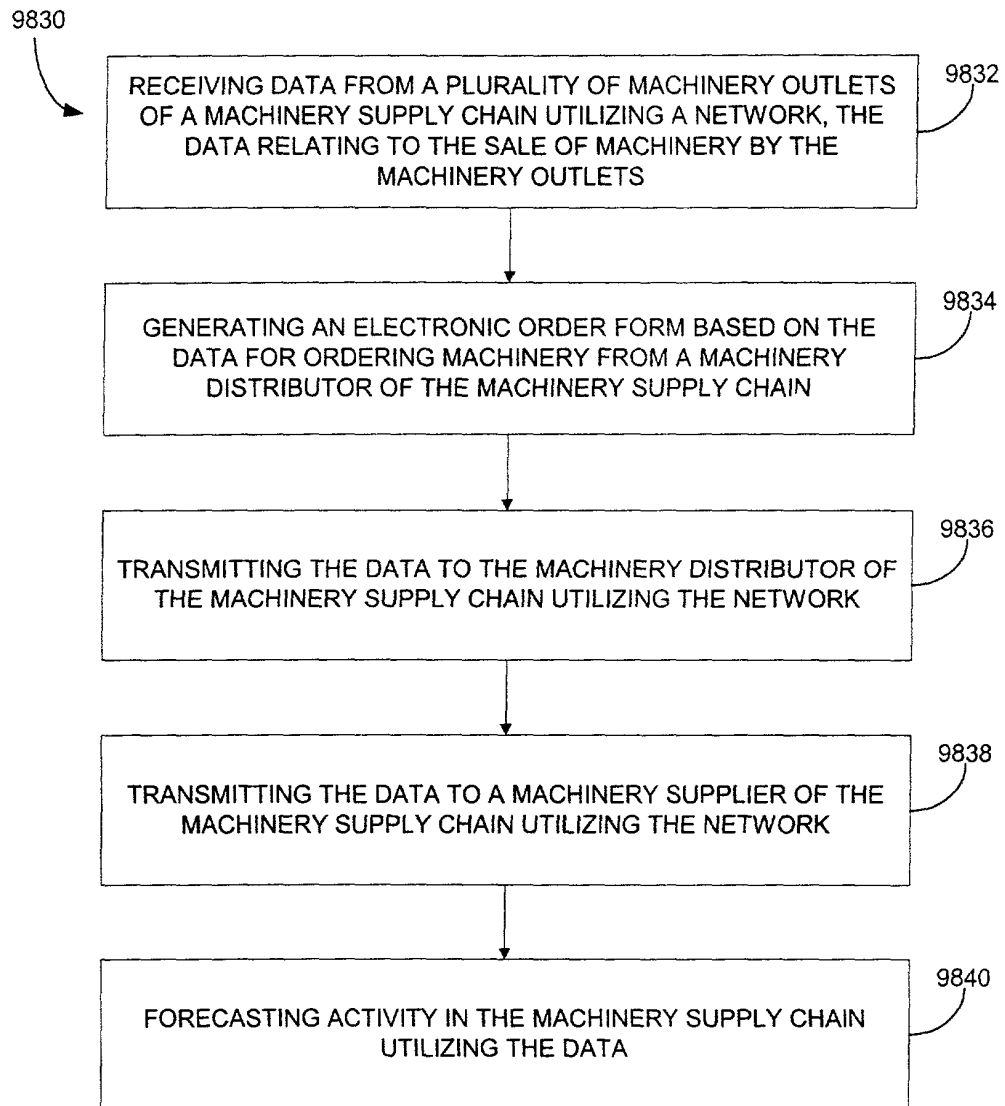 9830
RECEIVING DATA FROM A PLURALITY OF MACHINERY OUTLETS
OF A MACHINERY SUPPLY CHAIN UTILIZING A NETWORK, THE
DATA RELATING TO THE SALE OF MACHINERY BY THE
MACHINERY OUTLETS
9832
GENERATING AN ELECTRONIC ORDER FORM BASED ON THE
DATA FOR ORDERING MACHINERY FROM A MACHINERY
DISTRIBUTOR OF THE MACHINERY SUPPLY CHAIN
9834
TRANSMITTING THE DATA TO THE MACHINERY DISTRIBUTOR OF
THE MACHINERY SUPPLY CHAIN UTILIZING THE NETWORK
9836
TRANSMITTING THE DATA TO A MACHINERY SUPPLIER OF THE
MACHINERY SUPPLY CHAIN UTILIZING THE NETWORK
9838
FORECASTING ACTIVITY IN THE MACHINERY SUPPLY CHAIN
UTILIZING THE DATA
9840